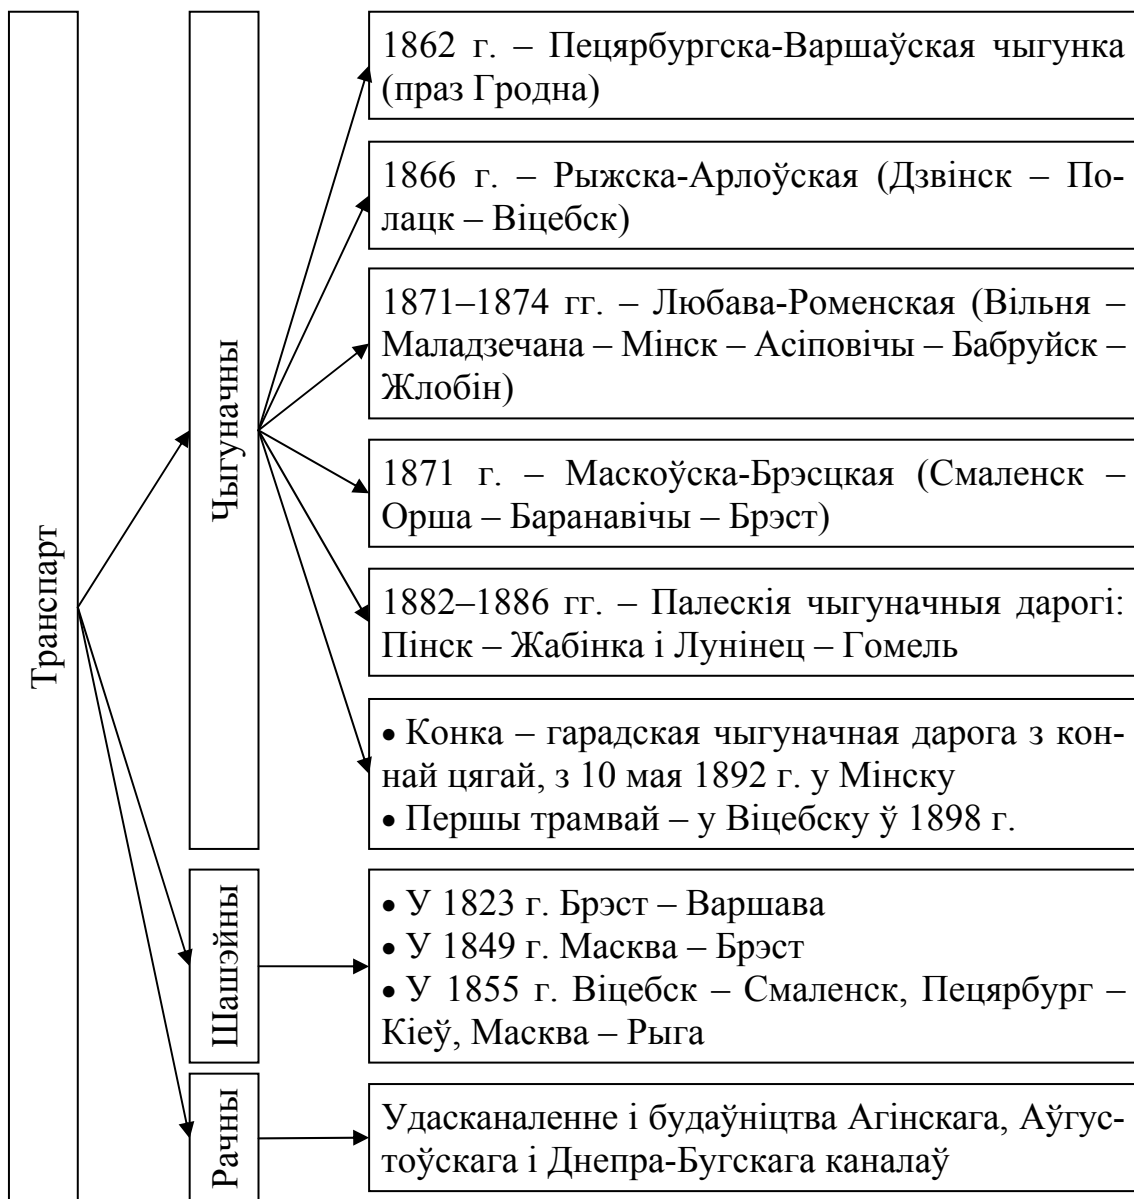 Транспарт
Чыгуначны
1862 г. – Пецярбургска-Варшаўская чыгунка
(праз Гродна)
1866 г. – Рыжска-Арлоўская (Дзвінск – По-
лацк – Віцебск)
1871–1874 гг. – Любава-Роменская (Вільня –
Маладзечана – Мінск – Асіповічы – Бабруйск –
Жлобін)
1871 г. – Маскоўска-Брэсцкая (Смаленск –
Орша – Баранавічы – Брэст)
1882–1886 гг. – Палескія чыгуначныя дарогі:
Пінск – Жабінка і Лунінец – Гомель
• Конка – гарадская чыгуначная дарога з кон-
най цягай, з 10 мая 1892 г. у Мінску
• Першы трамвай – у Віцебску ў 1898 г.
Шашэйны
• У 1823 г. Брэст – Варшава
• У 1849 г. Масква – Брэст
• У 1855 г. Віцебск – Смаленск, Пецярбург –
Кіеў, Масква – Рыга
Рачны
Удасканаленне і будаўніцтва Агінскага, Аўгус-
тоўскага і Днепра-Бугскага каналаў